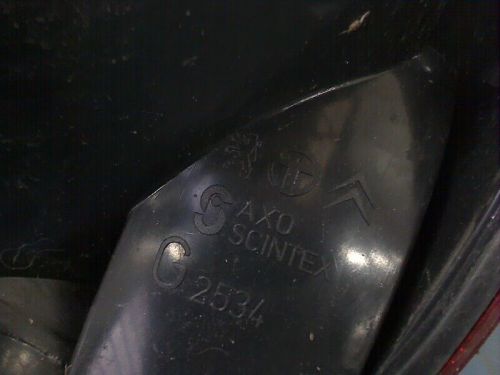 AXO
SCINTEX
G 2534